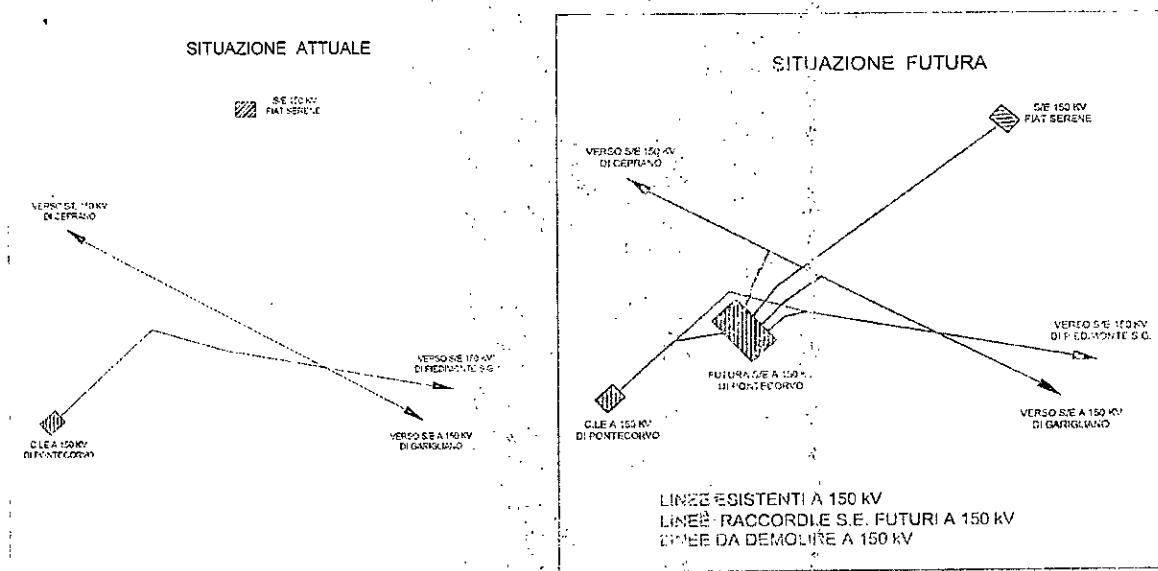 SITUAZIONE ATTUALE
S/E 150 KV
FIAT SERENE
VERSO ST. 150 KV
DI CEPRANO
VERSO S/E 150 KV
DI PIEDIMONTE S.G.
C.LE A 150 KV
DI PONTECORVO
VERSO S/E A 150 KV
DI GARIGLIANO
SITUAZIONE FUTURA
S/E 150 KV
FIAT SERENE
VERSO S/E 150 KV
DI CEPRANO
VERSO S/E 150 KV
DI PIEDIMONTE S.G.
FUTURA S/E A 150
DI PONTECORVO
C.LE A 150 KV
DI PONTECORVO
VERSO S/E A 150 KV
DI GARIGLIANO
LINEE ESISTENTI A 150 kV
LINEE RACCORDI E S.E. FUTURI A 150 kV
LINEE DA DEMOLIRE A 150 kV